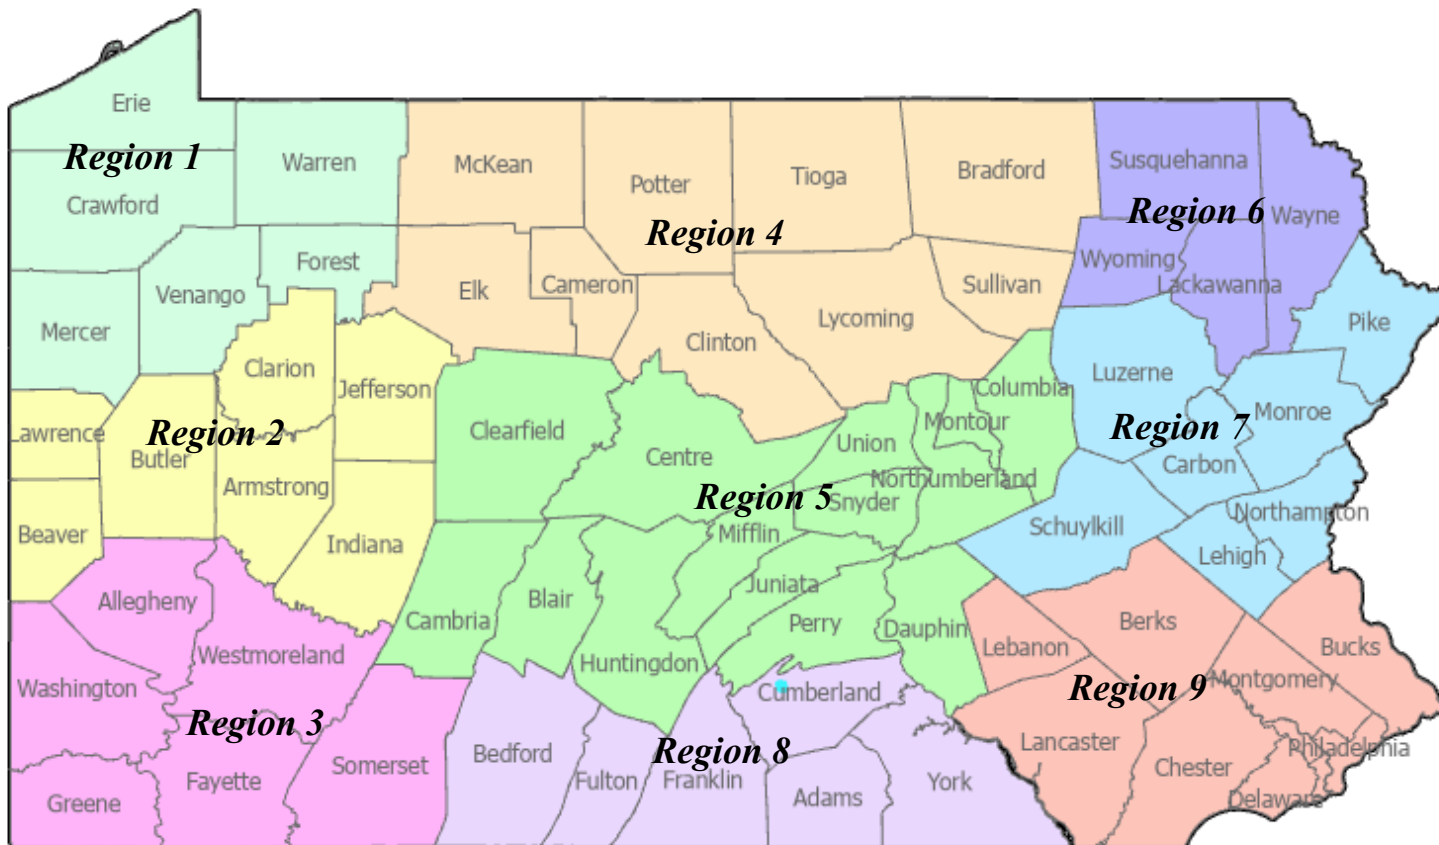 Erie
Region 1
Warren
McKean
Potter
Tioga
Bradford
Susquehanna
Crawford
Region 4
Region 6
Wayne
Forest
Venango
Elk
Cameron
Sullivan
Wyoming
Lackawanna
Mercer
Lycoming
Pike
Clinton
Clarion
Jefferson
Columbia
Luzerne
Monroe
Lawrence
Region 2
Butler
Clearfield
Centre
Union
Montour
Region 7
Carbon
Armstrong
Northumberland
Region 5
Snyder
Beaver
Indiana
Mifflin
Schuylkill
Northampton
Lehigh
Allegheny
Cambria
Blair
Juniata
Perry
Dauphin
Berks
Lebanon
Bucks
Westmoreland
Huntingdon
Washington
Cumberland
Region 9
Montgomery
Region 3
Region 8
Lancaster
Philadelphia
Bedford
Fulton
Franklin
Somerset
Fayette
Chester
Greene
Adams
York
Delaware